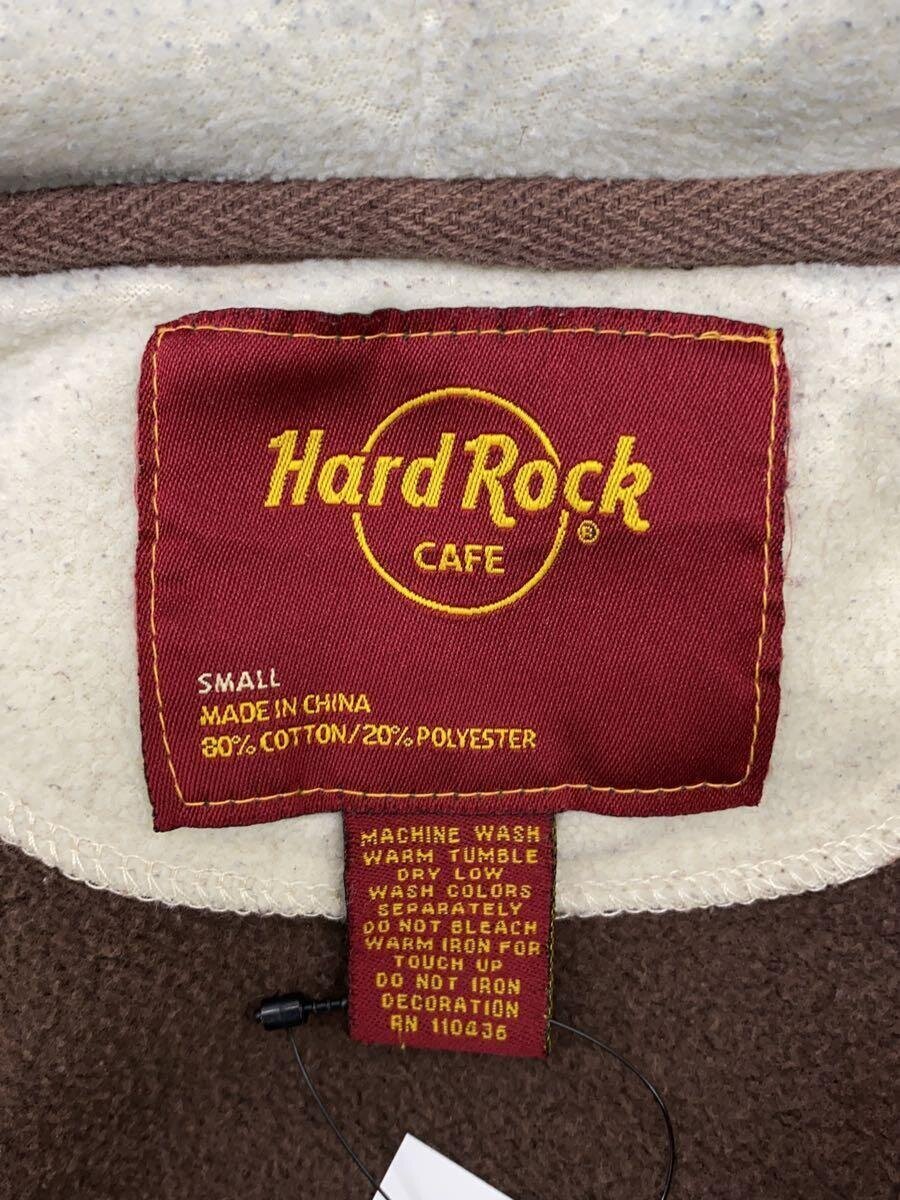 Hard Rock
CAFE
®
SMALL
MADE IN CHINA
80% COTTON/20% POLYESTER
MACHINE WASH
WARM TUMBLE
DRY LOW
WASH COLORS
SEPARATELY
DO NOT BLEACH
WARM IRON FOR
TOUCH UP
DO NOT IRON
DECORATION
RN 110436